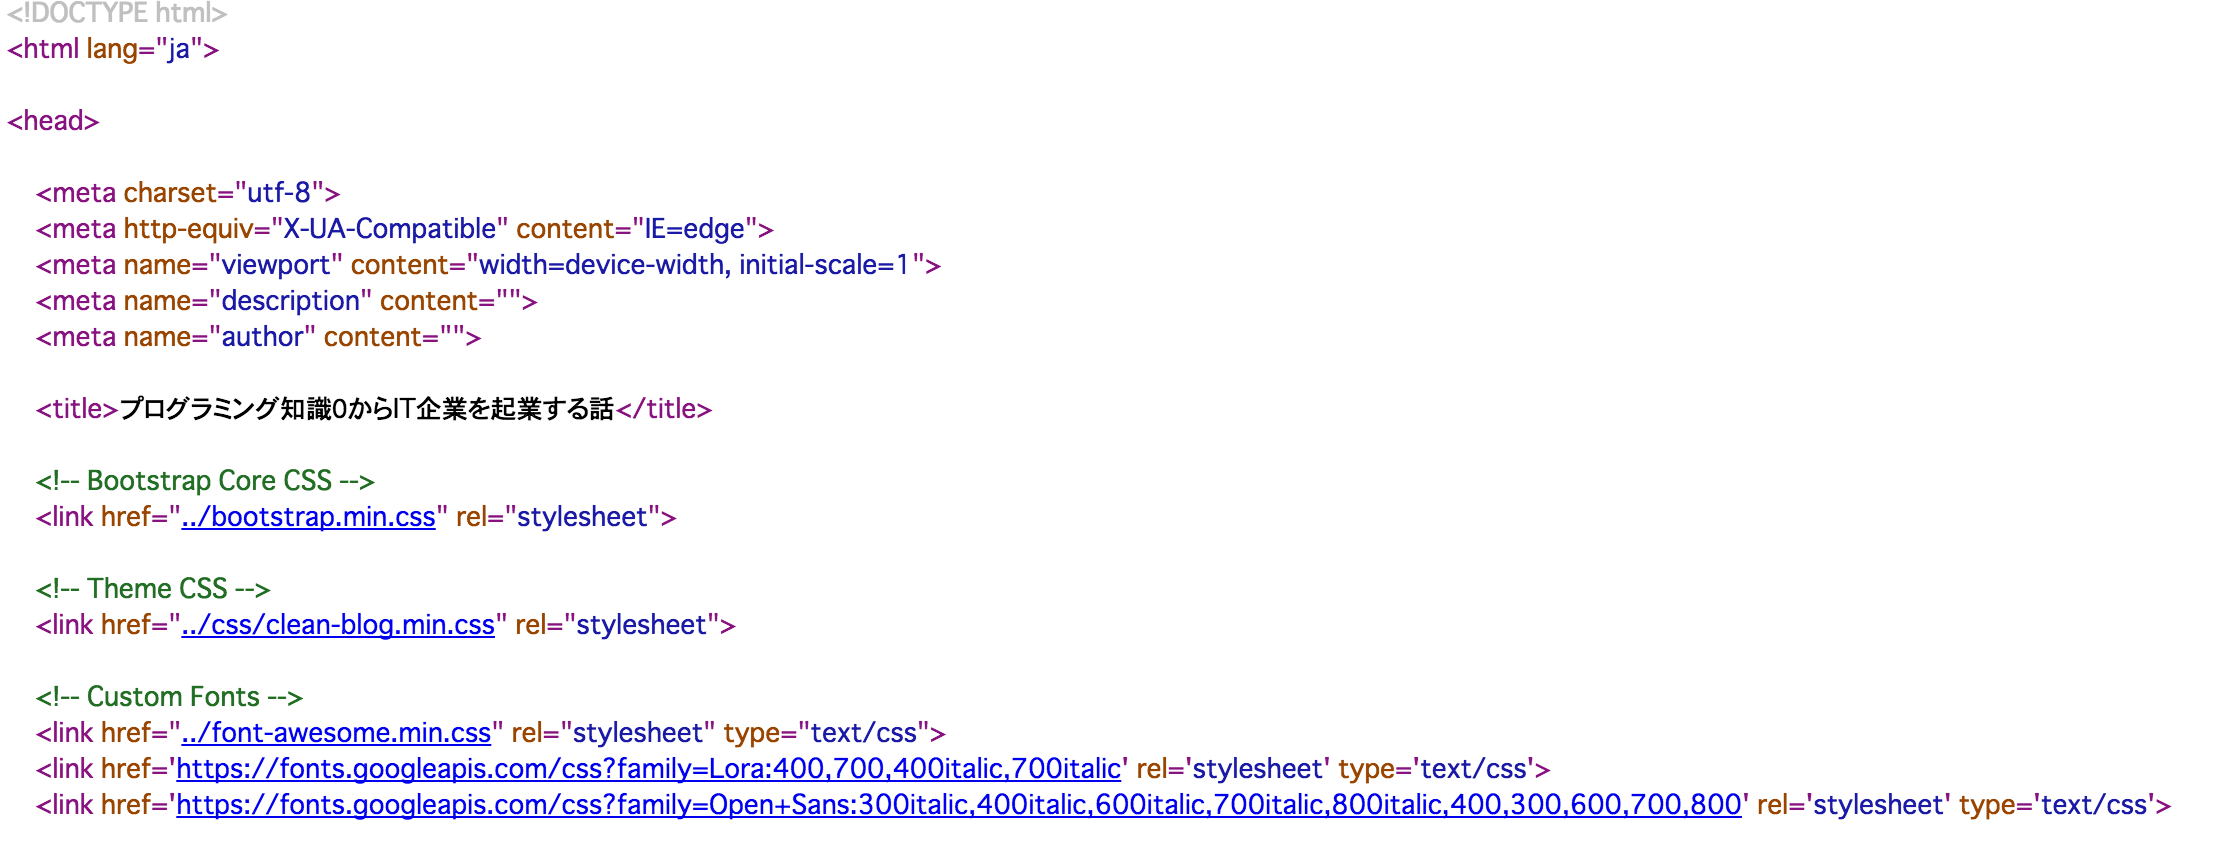 <!DOCTYPE html>
<html lang="ja">
<head>
<meta charset="utf-8">
<meta http-equiv="X-UA-Compatible" content="IE=edge">
<meta name="viewport" content="width=device-width, initial-scale=1">
<meta name="description" content="">
<meta name="author" content="">
<title>プログラミング知識0からIT企業を起業する話</title>
<!-- Bootstrap Core CSS -->
<link href="../bootstrap.min.css" rel="stylesheet">
<!-- Theme CSS -->
<link href="../css/clean-blog.min.css" rel="stylesheet">
<!-- Custom Fonts -->
<link href="../font-awesome.min.css" rel="stylesheet" type="text/css">
<link href='https://fonts.googleapis.com/css?family=Lora:400,700,400italic,700italic' rel='stylesheet' type='text/css'>
<link href='https://fonts.googleapis.com/css?family=Open+Sans:300italic,400italic,600italic,700italic,800italic,400,300,600,700,800' rel='stylesheet' type='text/css'>